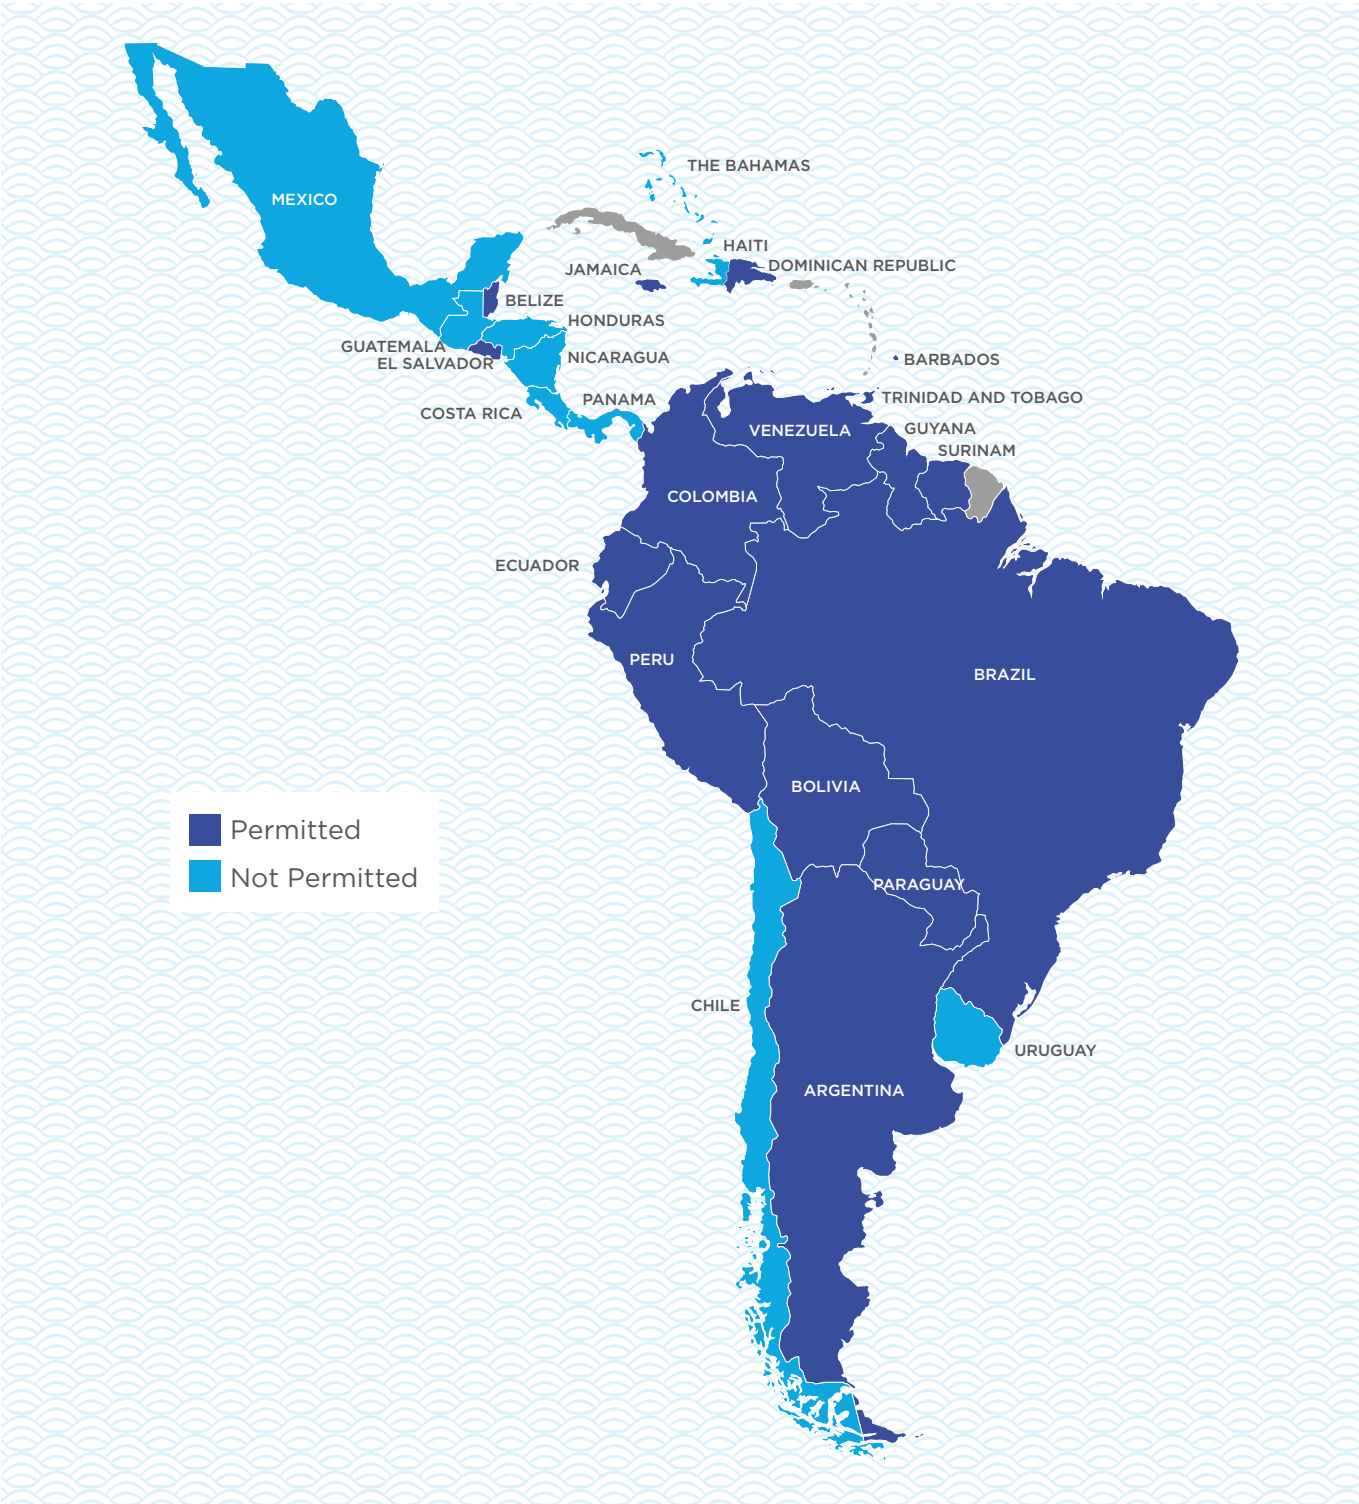 THE BAHAMAS
MEXICO
HAITI
DOMINICAN REPUBLIC
JAMAICA
BELIZE
HONDURAS
GUATEMALA
NICARAGUA
EL SALVADOR
BARBADOS
TRINIDAD AND TOBAGO
PANAMA
COSTA RICA
VENEZUELA
GUYANA
SURINAM
COLOMBIA
ECUADOR
PERU
BRAZIL
BOLIVIA
Permitted
Not Permitted
PARAGUAY
CHILE
URUGUAY
ARGENTINA